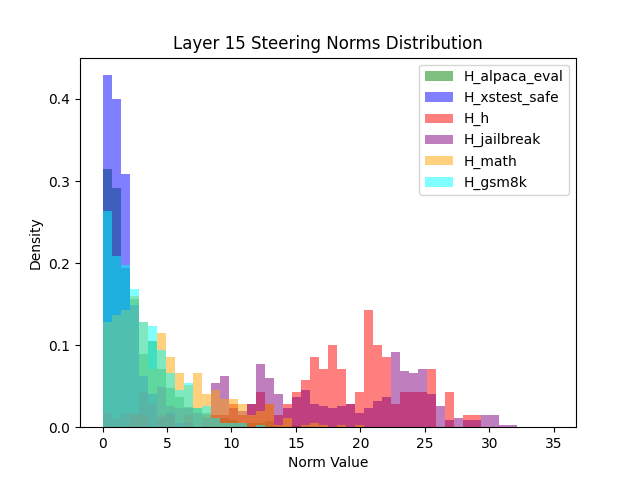 Layer 15 Steering Norms Distribution
H_alpaca_eval
H_xstest_safe
H_h
H_jailbreak
H_math
H_gsm8k
Density
0.4
0.3
0.2
0.1
0.0
0 5 10 15 20 25 30 35
Norm Value